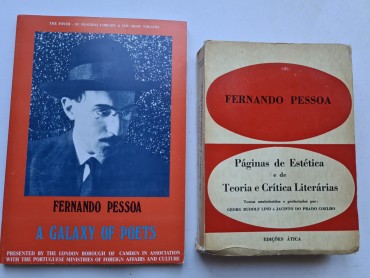 FERNANDO PESSOA
A GALAXY OF POETS
PRESENTED BY THE LONDON BOROUGH OF CAMDEN IN ASSOCIATION
WITH THE PORTUGUESE MINISTRIES OF FOREIGN AFFAIRS AND CULTURE
FERNANDO PESSOA
Páginas de Estética
e de
Teoria e Crítica Literárias
Textos estabelecidos e prefaciados por:
GEORG RUDOLF LIND e JACINTO DO PRADO COELHO
EDIÇÕES ÁTICA